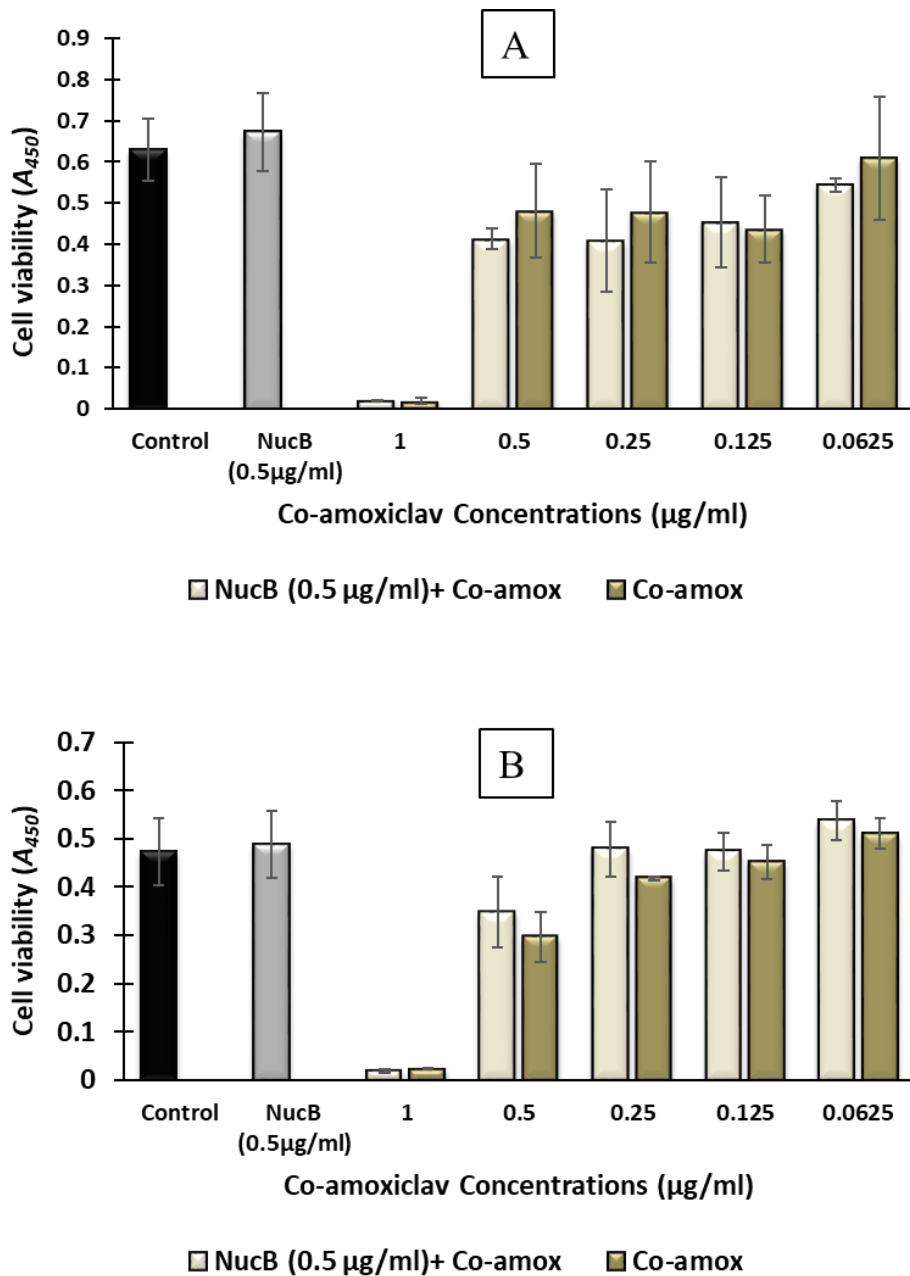 A
0.9
0.8
0.7
0.6
0.5
0.4
0.3
0.2
0.1
0
Cell viability (A450)
Control NucB 1 0.5 0.25 0.125 0.0625
(0.5µg/ml)
Co-amoxiclav Concentrations (µg/ml)
NucB (0.5 µg/ml)+ Co-amox Co-amox
B
0.7
0.6
0.5
0.4
0.3
0.2
0.1
0
Cell viability (A450)
Control NucB 1 0.5 0.25 0.125 0.0625
(0.5µg/ml)
Co-amoxiclav Concentrations (µg/ml)
NucB (0.5 µg/ml)+ Co-amox Co-amox